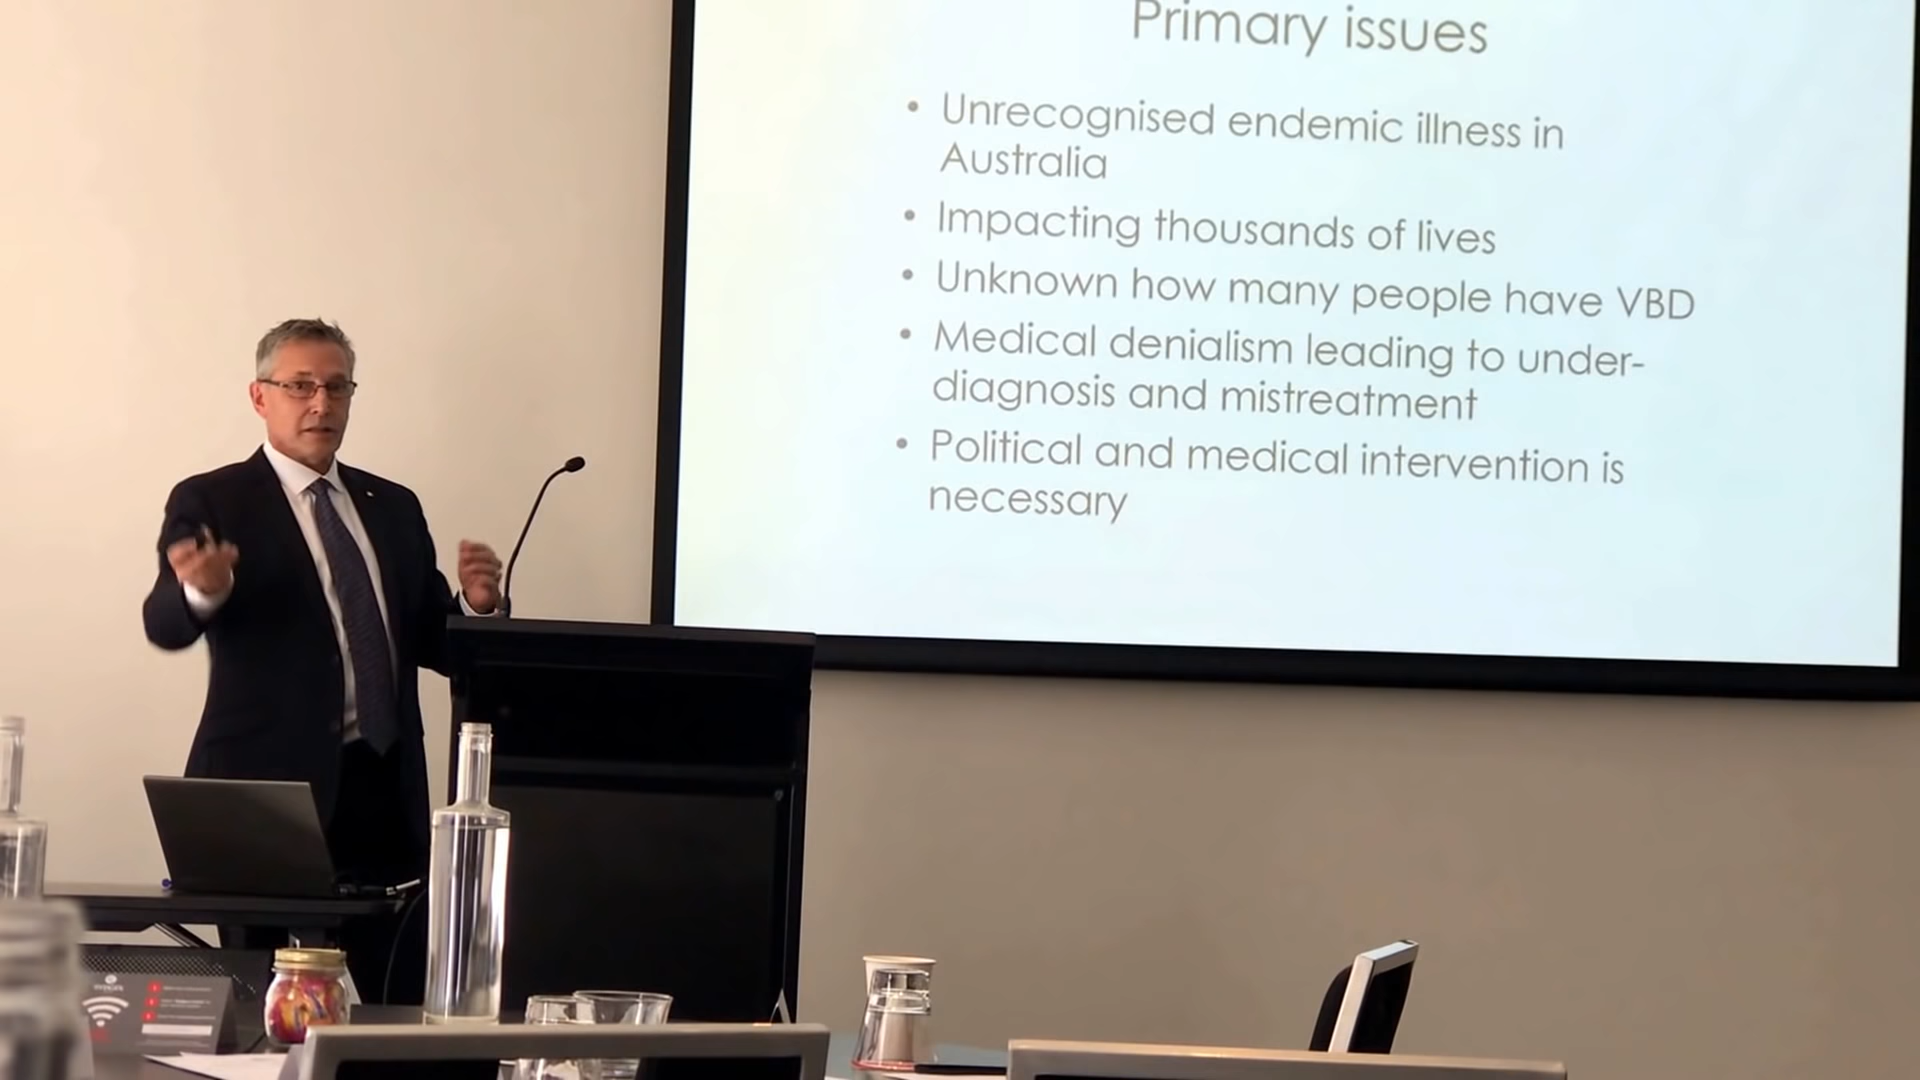 Primary issues
• Unrecognised endemic illness in
Australia
• Impacting thousands of lives
• Unknown how many people have VBD
• Medical denialism leading to under-
diagnosis and mistreatment
• Political and medical intervention is
necessary